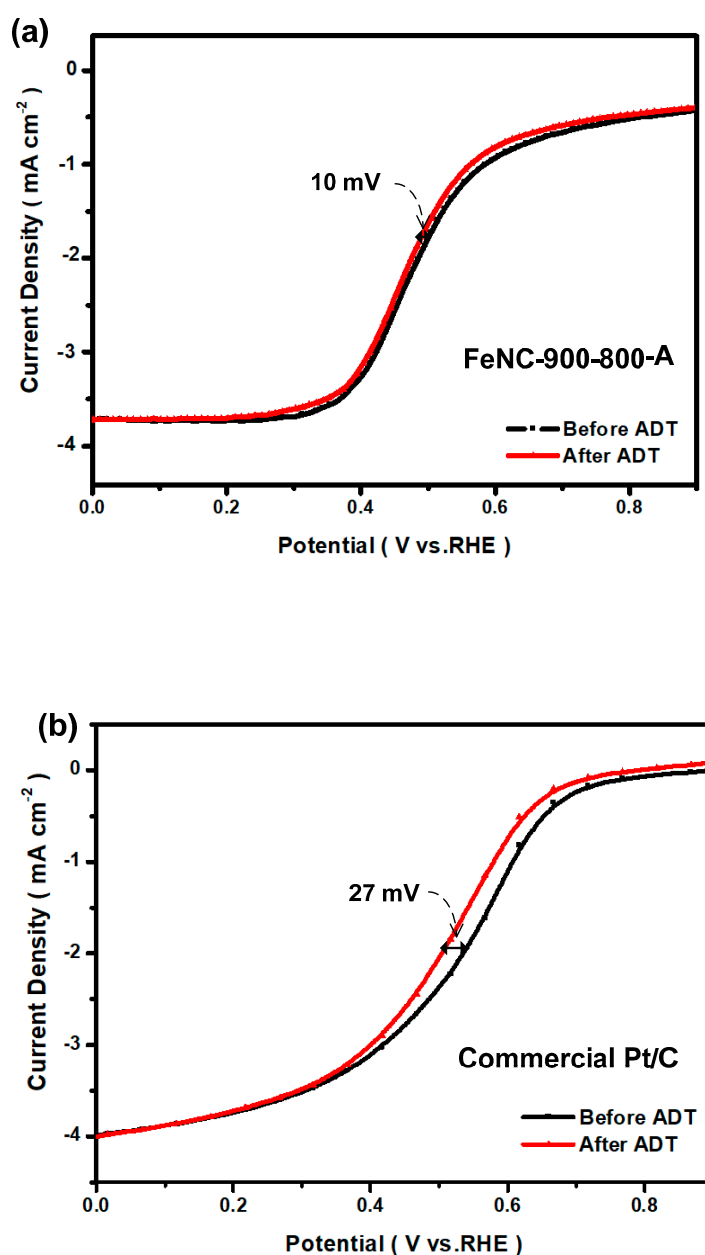 (a)
0
-1
-2
-3
-4
Current Density ( mA cm-2 )
10 mV
FeNC-900-800-A
Before ADT
After ADT
0.0 0.2 0.4 0.6 0.8
Potential ( V vs.RHE )
(b)
0
-1
-2
-3
-4
Current Density ( mA cm-2 )
27 mV
Commercial Pt/C
Before ADT
After ADT
0.0 0.2 0.4 0.6 0.8
Potential ( V vs.RHE )